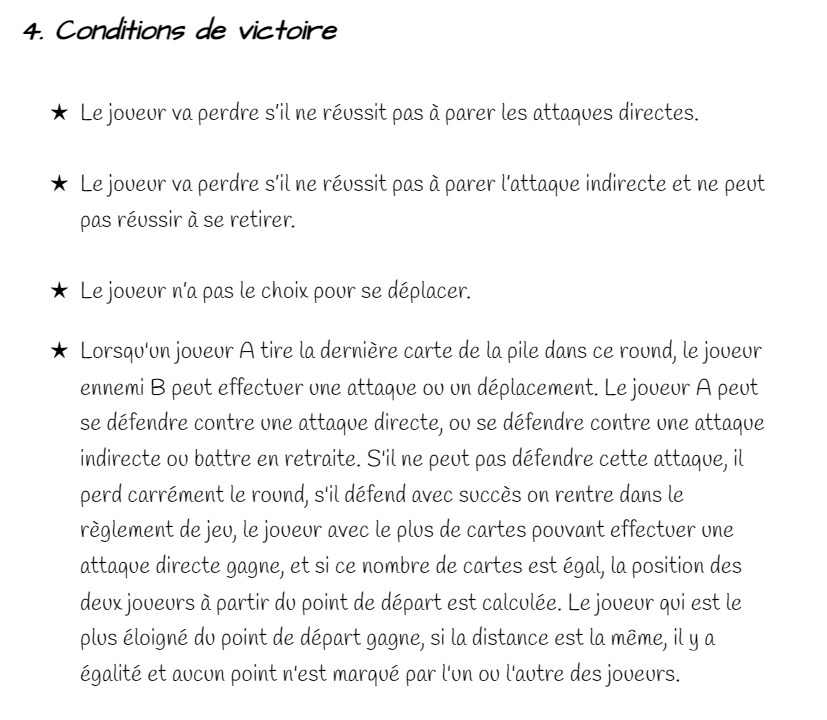 4. Conditions de victoire
★ Le joueur va perdre s'il ne réussit pas à parer les attaques directes.
★ Le joueur va perdre s'il ne réussit pas à parer l'attaque indirecte et ne peut
pas réussir à se retirer.
★ Le joueur n'a pas le choix pour se déplacer.
★ Lorsqu'un joueur A tire la dernière carte de la pile dans ce round, le joueur
ennemi B peut effectuer une attaque ou un déplacement. Le joueur A peut
se défendre contre une attaque directe, ou se défendre contre une attaque
indirecte ou battre en retraite. S'il ne peut pas défendre cette attaque, il
perd carrément le round, s'il défend avec succès on rentre dans le
règlement de jeu, le joueur avec le plus de cartes pouvant effectuer une
attaque directe gagne, et si ce nombre de cartes est égal, la position des
deux joueurs à partir du point de départ est calculée. Le joueur qui est le
plus éloigné du point de départ gagne, si la distance est la même, il y a
égalité et aucun point n'est marqué par l'un ou l'autre des joueurs.